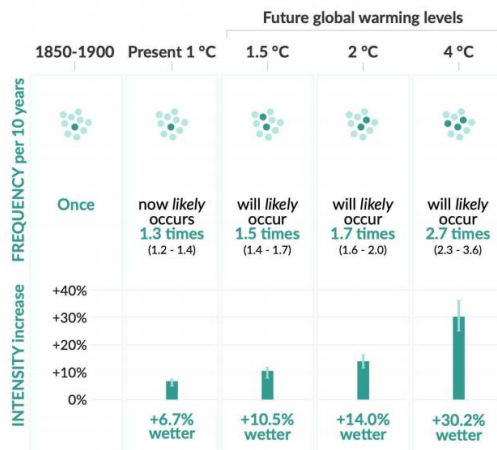 Future global warming levels
1850-1900 Present 1 °C 1.5 °C 2 °C 4 °C
FREQUENCY per 10 years
Once
now likely
occurs
1.3 times
(1.2 - 1.4)
will likely
occur
1.5 times
(1.4 - 1.7)
will likely
occur
1.7 times
(1.6 - 2.0)
will likely
occur
2.7 times
(2.3 - 3.6)
INTENSITY increase
+40%
+30%
+20%
+10%
0%
+6.7%
wetter
+10.5%
wetter
+14.0%
wetter
+30.2%
wetter